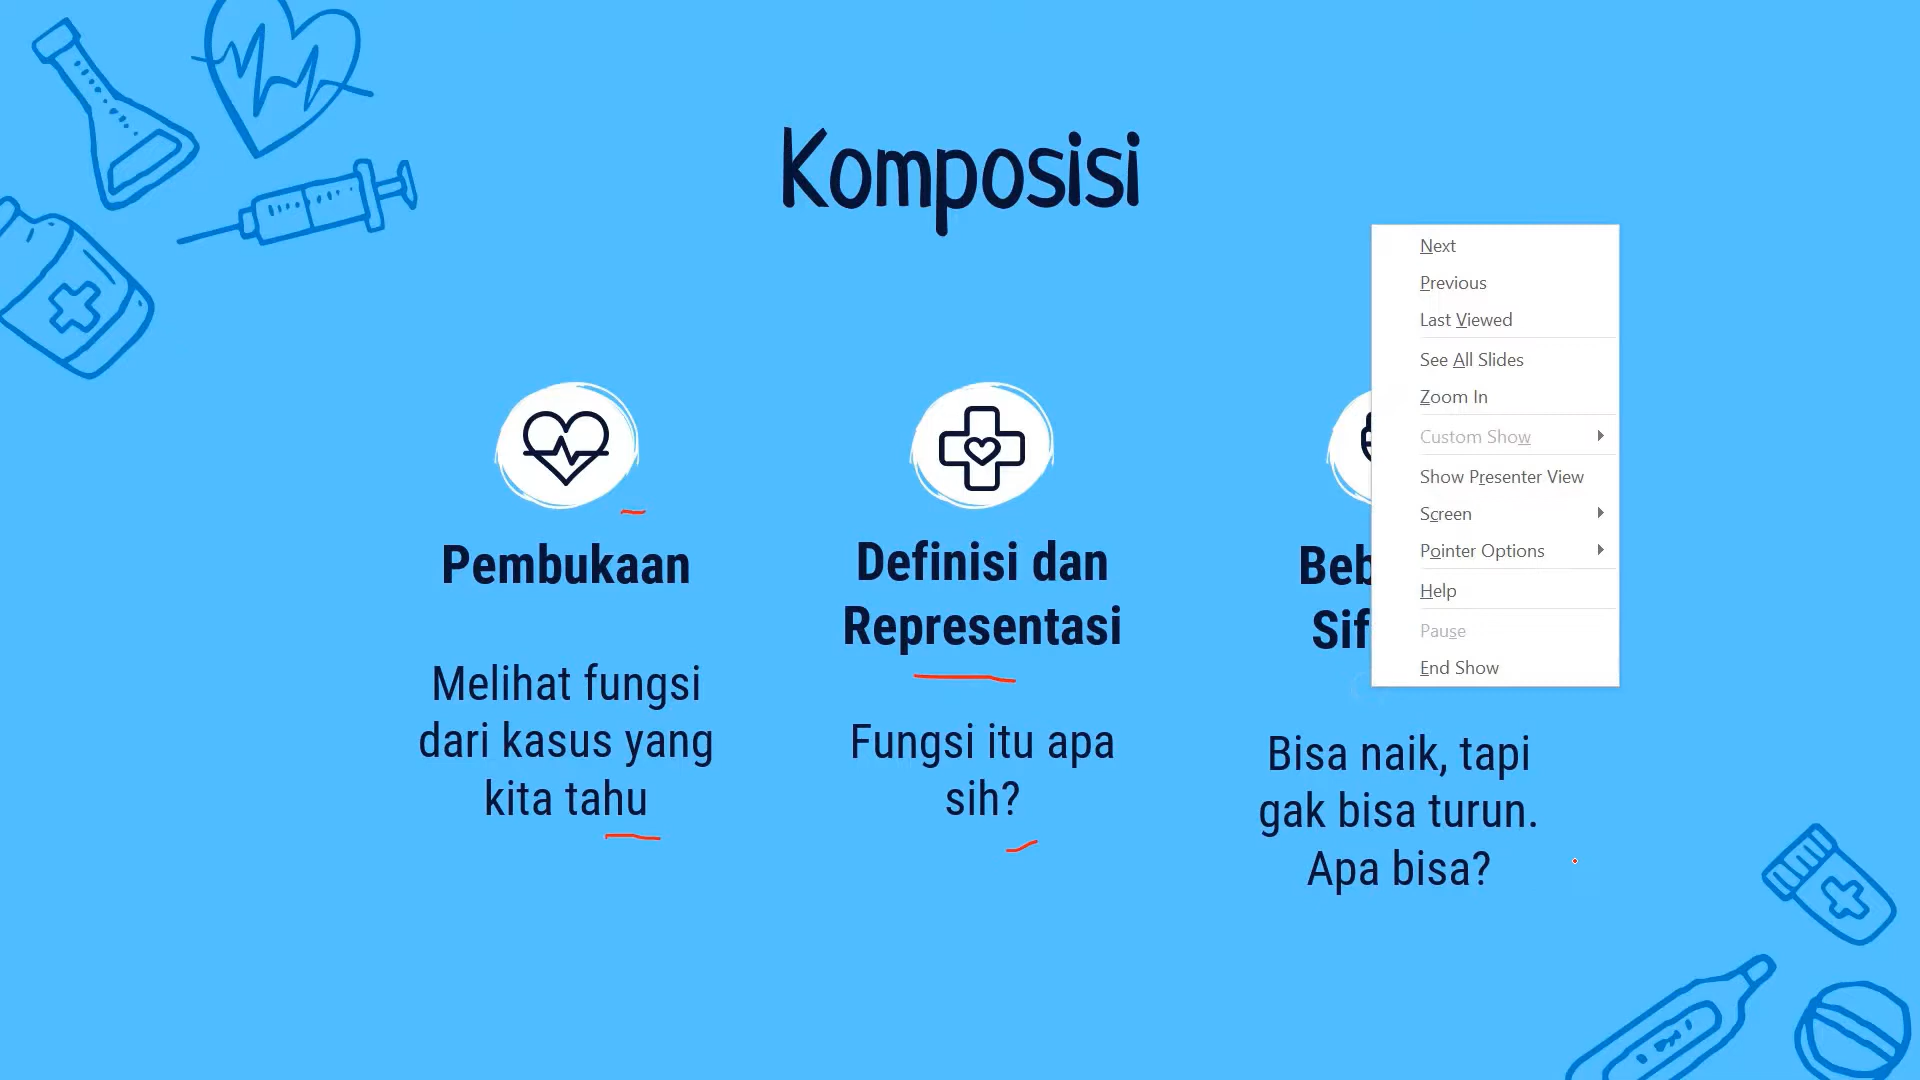 Komposisi
Pembukaan
Melihat fungsi
dari kasus yang
kita tahu
Definisi dan
Representasi
Fungsi itu apa
sih?
Bisa naik, tapi
gak bisa turun.
Apa bisa?
Next
Previous
Last Viewed
See All Slides
Zoom In
Custom Show
Show Presenter View
Screen
Pointer Options
Help
Pause
End Show